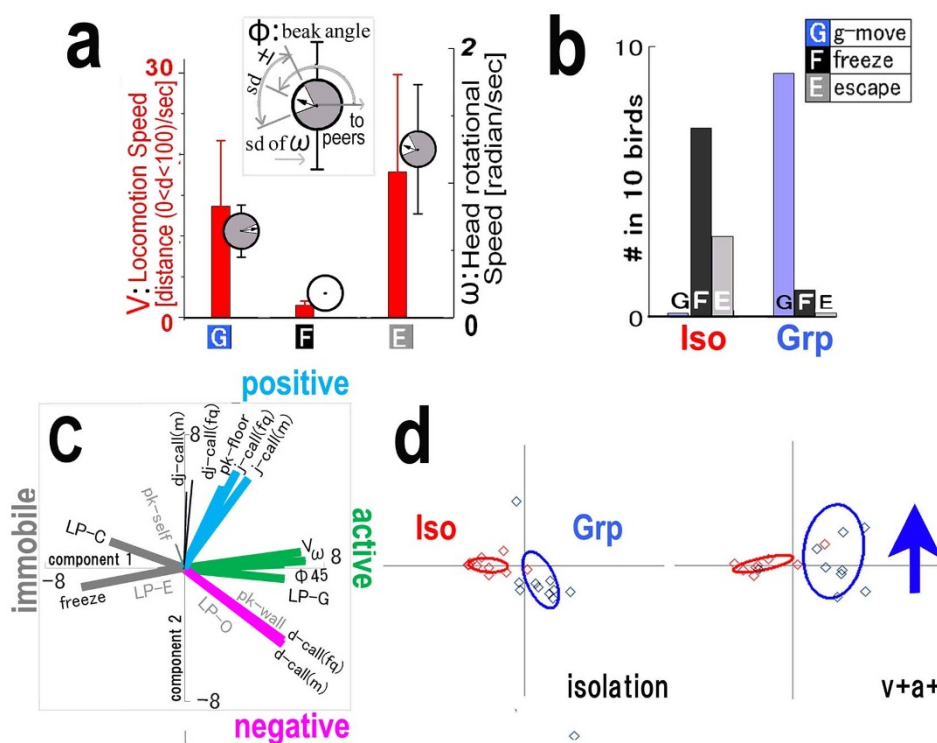 a
Φ: beak angle
sd ±
to
peers
sd of ω
30
0
V: Locomotion Speed
[distance (0<d<100)/sec]
2
0
ω: Head rotational
Speed [radian/sec]
G
F
E
b
G g-move
F freeze
E escape
10
0
# in 10 birds
G F E
G F E
Iso
Grp
positive
c
dj-call(m)
8
dj-call(fq)
pk-floor
j-call(fq)
j-call(m)
immobile
LP-C
pk-self
component 1
-8
freeze
LP-E
LP-O
component 2
-8
V
ω
8
Φ 45
LP-G
active
pk-wall
d-call(fq)
d-call(m)
negative
d
Iso
Grp
isolation
v+a+